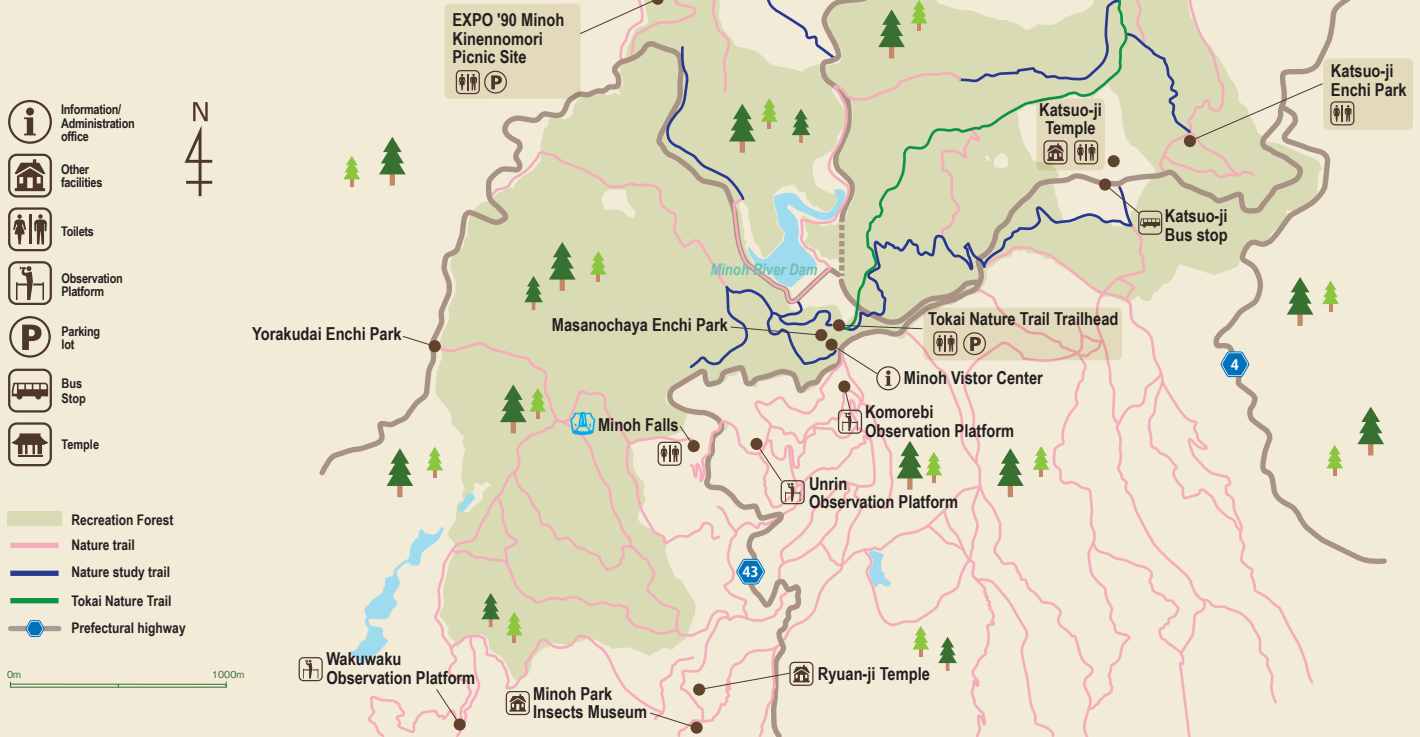 EXPO '90 Minoh
Kinennomori
Picnic Site
P
Katsuo-ji
Enchi Park
Katsuo-ji
Temple
Katsuo-ji
Bus stop
N
i
Information/
Administration
office
Other
facilities
Toilets
Observation
Platform
P
Parking
lot
Bus
Stop
Temple
Minoh River Dam
Yorakudai Enchi Park
Masanochaya Enchi Park
Tokai Nature Trail Trailhead
P
i
Minoh Vistor Center
4
Komorebi
Observation Platform
Minoh Falls
Unrin
Observation Platform
43
Recreation Forest
Nature trail
Nature study trail
Tokai Nature Trail
Prefectural highway
0m
1000m
Wakuwaku
Observation Platform
Minoh Park
Insects Museum
Ryuan-ji Temple